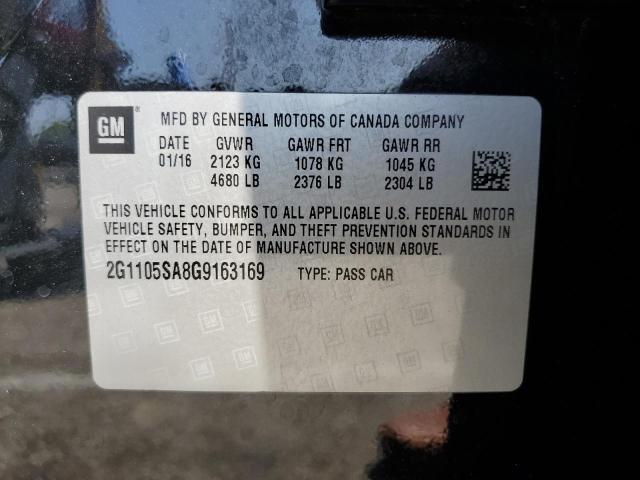 GM
MFD BY GENERAL MOTORS OF CANADA COMPANY
DATE GVWR GAWR FRT GAWR RR
01/16 2123 KG 1078 KG 1045 KG
4680 LB 2376 LB 2304 LB
THIS VEHICLE CONFORMS TO ALL APPLICABLE U.S. FEDERAL MOTOR
VEHICLE SAFETY, BUMPER, AND THEFT PREVENTION STANDARDS IN
EFFECT ON THE DATE OF MANUFACTURE SHOWN ABOVE.
2G1105SA8G9163169 TYPE: PASS CAR